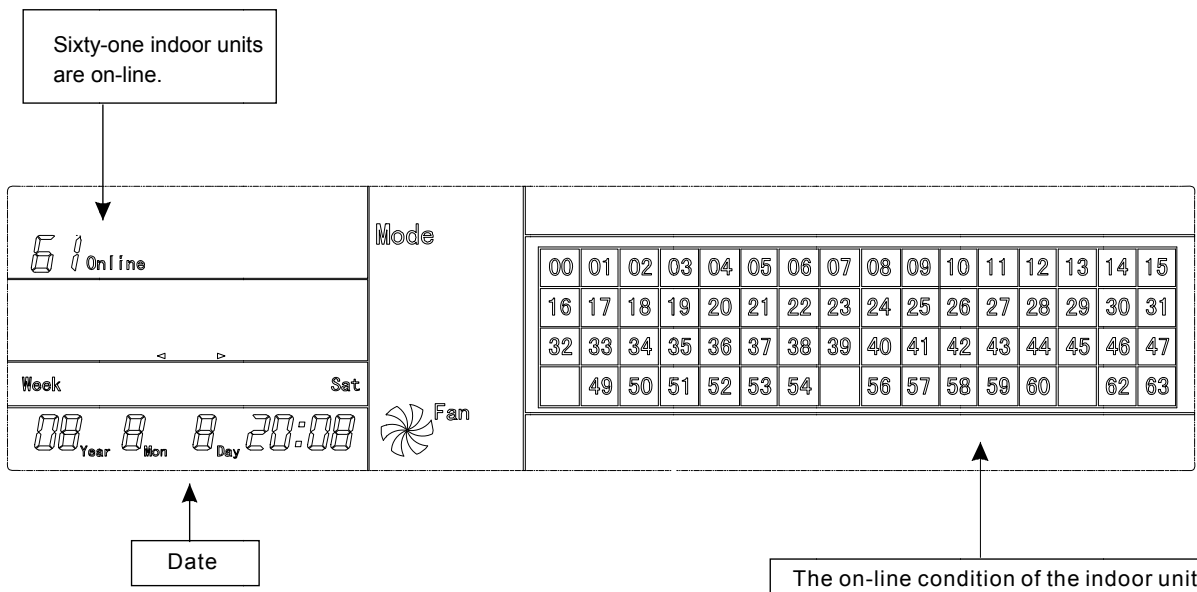 Sixty-one indoor units
are on-line.
61 Online
Mode
00 01 02 03 04 05 06 07 08 09 10 11 12 13 14 15
16 17 18 19 20 21 22 23 24 25 26 27 28 29 30 31
32 33 34 35 36 37 38 39 40 41 42 43 44 45 46 47
49 50 51 52 53 54 56 57 58 59 60 62 63
Week Sat
08 Year 8 Mon 8 Day 20:08
Fan
Date
The on-line condition of the indoor unit